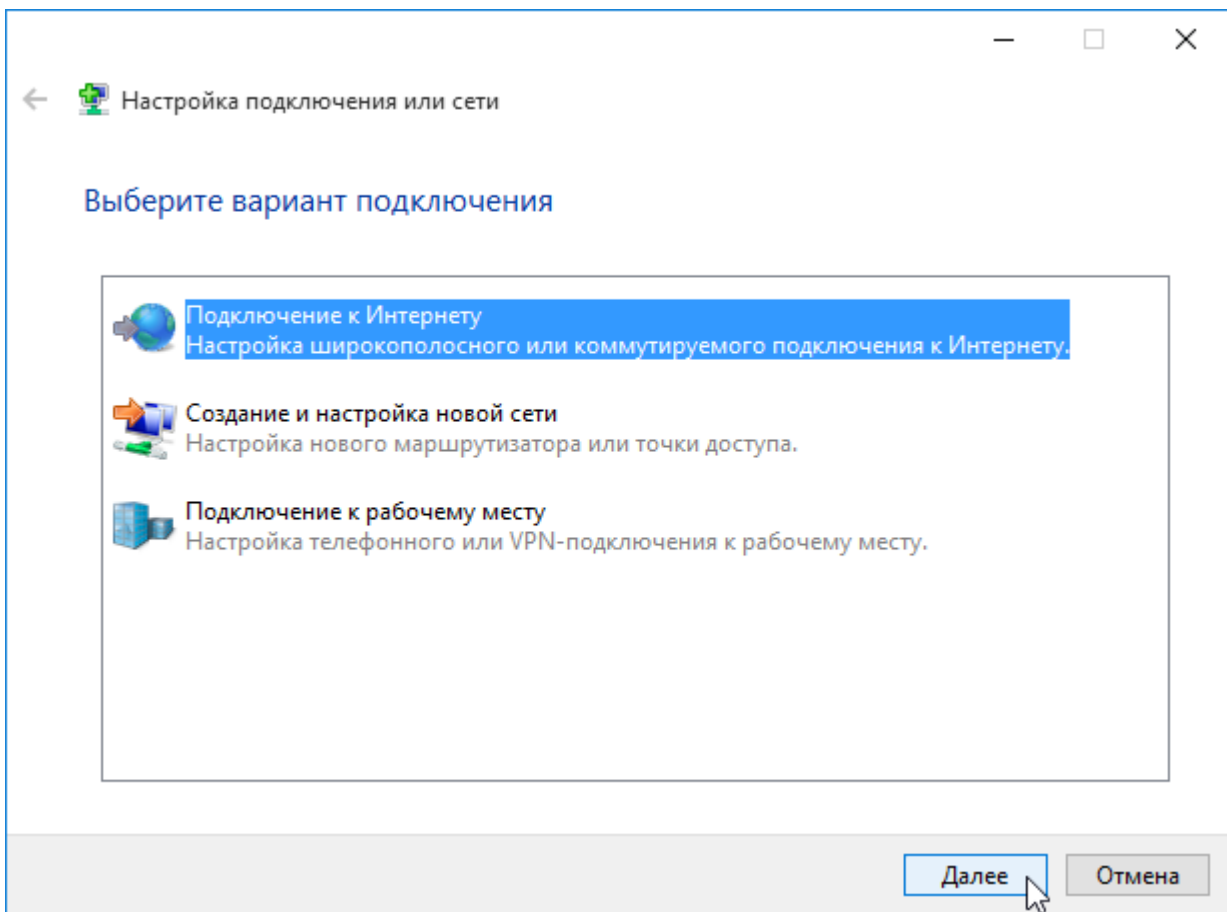 Настройка подключения или сети
Выберите вариант подключения
Подключение к Интернету
Настройка широкополосного или коммутируемого подключения к Интернету.
Создание и настройка новой сети
Настройка нового маршрутизатора или точки доступа.
Подключение к рабочему месту
Настройка телефонного или VPN-подключения к рабочему месту.
Далее Отмена